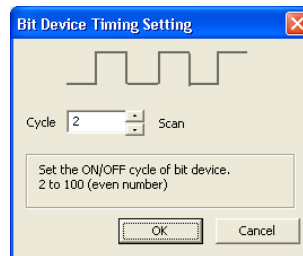 Bit Device Timing Setting
Cycle 2 Scan
Set the ON/OFF cycle of bit device.
2 to 100 (even number)
OK Cancel